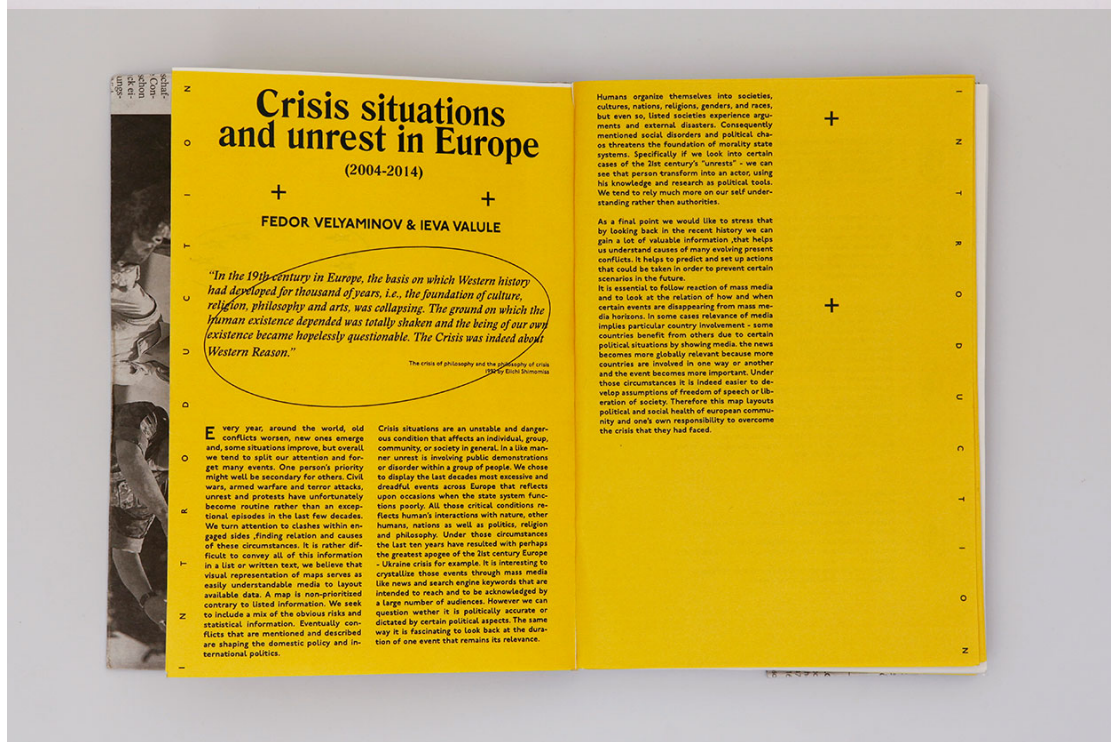 schaf-
Con-
schon
ck ei-
ungs-
INTRODUCTION
Crisis situations
and unrest in Europe
(2004-2014)
+ +
FEDOR VELYAMINOV & IEVA VALULE
“In the 19th century in Europe, the basis on which Western history
had developed for thousand of years, i.e., the foundation of culture,
religion, philosophy and arts, was collapsing. The ground on which the
human existence depended was totally shaken and the being of our own
existence became hopelessly questionable. The Crisis was indeed about
Western Reason.”
The crisis of philosophy and the philosophy of crisis
1992 by Eiichi Shimomiss
Every year, around the world, old
conflicts worsen, new ones emerge
and, some situations improve, but overall
we tend to split our attention and for-
get many events. One person's priority
might well be secondary for others. Civil
wars, armed warfare and terror attacks,
unrest and protests have unfortunately
become routine rather than an excep-
tional episodes in the last few decades.
We turn attention to clashes within en-
gaged sides ,finding relation and causes
of these circumstances. It is rather dif-
ficult to convey all of this information
in a list or written text, we believe that
visual representation of maps serves as
easily understandable media to layout
available data. A map is non-prioritized
contrary to listed information. We seek
to include a mix of the obvious risks and
statistical information. Eventually con-
flicts that are mentioned and described
are shaping the domestic policy and in-
ternational politics.
Crisis situations are an unstable and danger-
ous condition that affects an individual, group,
community, or society in general. In a like man-
ner unrest is involving public demonstrations
or disorder within a group of people. We chose
to display the last decades most excessive and
dreadful events across Europe that reflects
upon occasions when the state system func-
tions poorly. All those critical conditions re-
flects human's interactions with nature, other
humans, nations as well as politics, religion
and philosophy. Under those circumstances
the last ten years have resulted with perhaps
the greatest apogee of the 21st century Europe
- Ukraine crisis for example. It is interesting to
crystallize those events through mass media
like news and search engine keywords that are
intended to reach and to be acknowledged by
a large number of audiences. However we can
question wether it is politically accurate or
dictated by certain political aspects. The same
way it is fascinating to look back at the dura-
tion of one event that remains its relevance.
Humans organize themselves into societies,
cultures, nations, religions, genders, and races,
but even so, listed societies experience argu-
ments and external disasters. Consequently
mentioned social disorders and political cha-
os threatens the foundation of morality state
systems. Specifically if we look into certain
cases of the 21st century's "unrests" - we can
see that person transform into an actor, using
his knowledge and research as political tools.
We tend to rely much more on our self under-
standing rather then authorities.
As a final point we would like to stress that
by looking back in the recent history we can
gain a lot of valuable information ,that helps
us understand causes of many evolving present
conflicts. It helps to predict and set up actions
that could be taken in order to prevent certain
scenarios in the future.
It is essential to follow reaction of mass media
and to look at the relation of how and when
certain events are disappearing from mass me-
dia horizons. In some cases relevance of media
implies particular country involvement - some
countries benefit from others due to certain
political situations by showing media. the news
becomes more globally relevant because more
countries are involved in one way or another
and the event becomes more important. Under
those circumstances it is indeed easier to de-
velop assumptions of freedom of speech or lib-
eration of society. Therefore this map layouts
political and social health of european commu-
nity and one's own responsibility to overcome
the crisis that they had faced.
+
+
INTRODUCTION